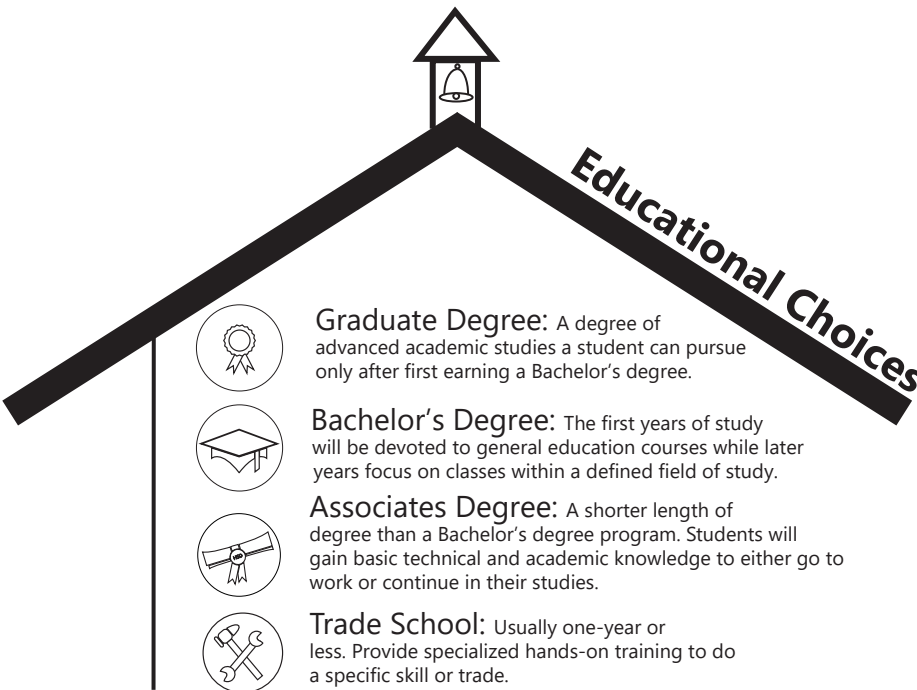 Educational Choices
Graduate Degree: A degree of
advanced academic studies a student can pursue
only after first earning a Bachelor’s degree.
Bachelor’s Degree: The first years of study
will be devoted to general education courses while later
years focus on classes within a defined field of study.
Associates Degree: A shorter length of
degree than a Bachelor’s degree program. Students will
gain basic technical and academic knowledge to either go to
work or continue in their studies.
Trade School: Usually one-year or
less. Provide specialized hands-on training to do
a specific skill or trade.